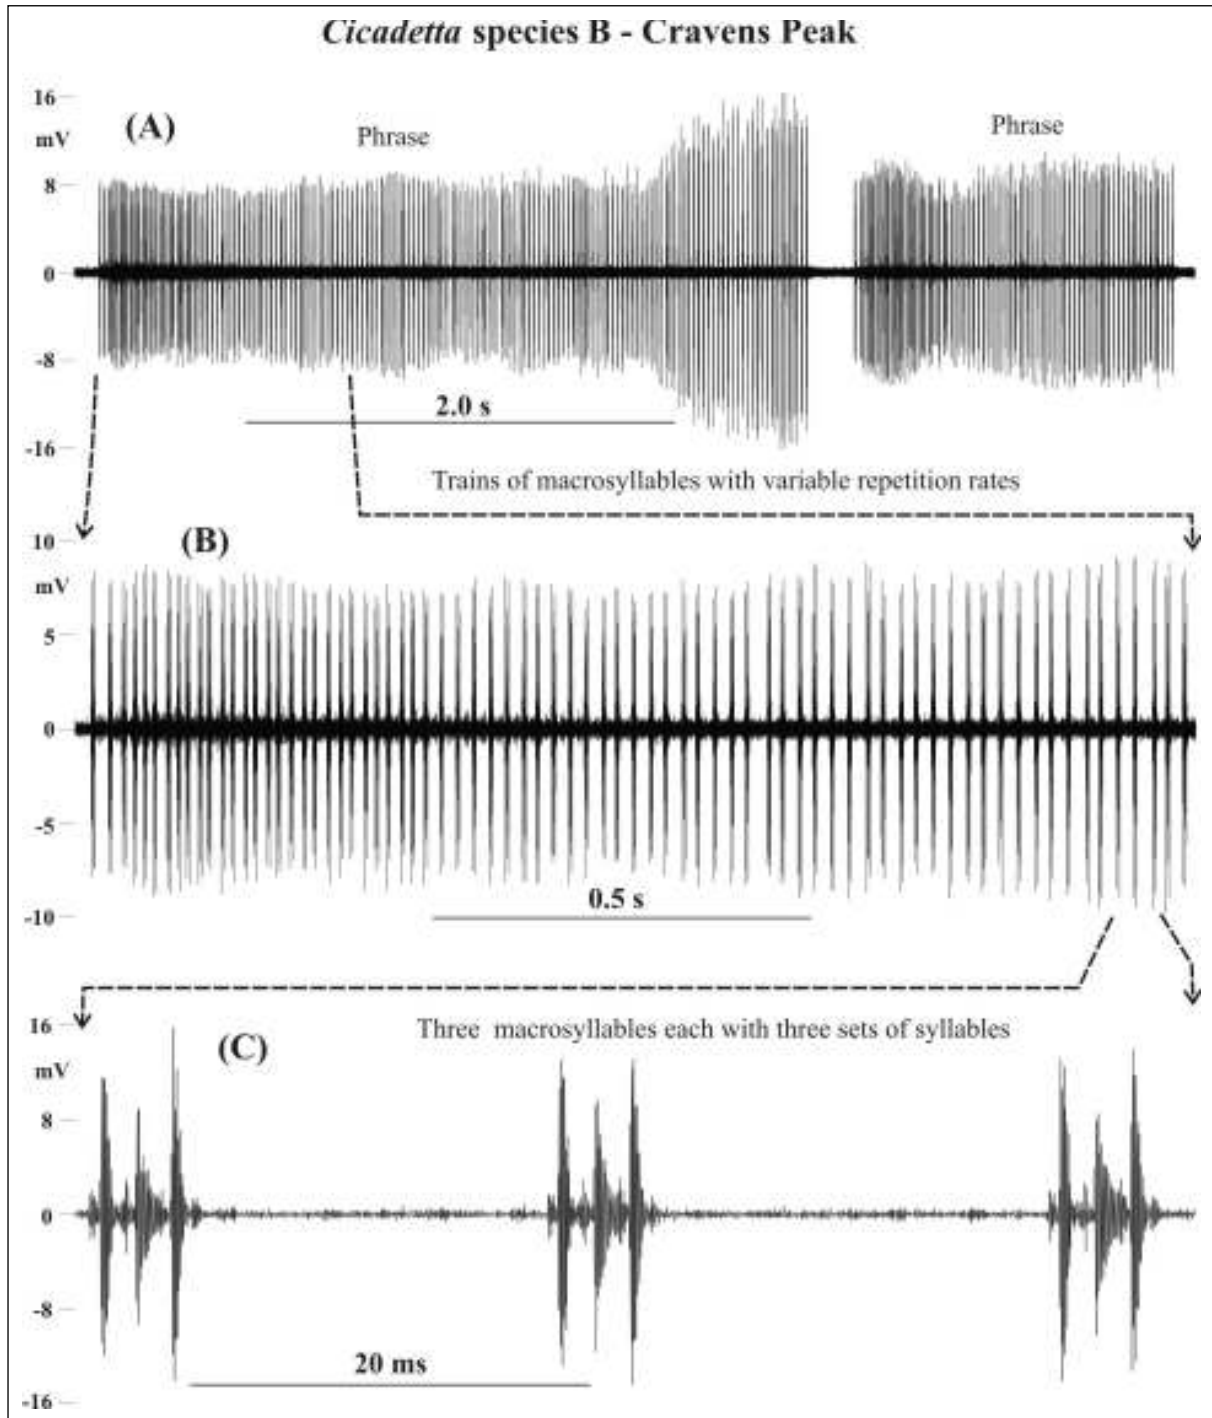 Cicadetta species B - Cravens Peak
16
mV
(A)
Phrase
Phrase
8
0
-8
2.0 s
-16
Trains of macrosyllables with variable repetition rates
10
(B)
mV
5
0
-5
0.5 s
-10
16
Three macrosyllables each with three sets of syllables
(C)
mV
8
0
-8
20 ms
-16